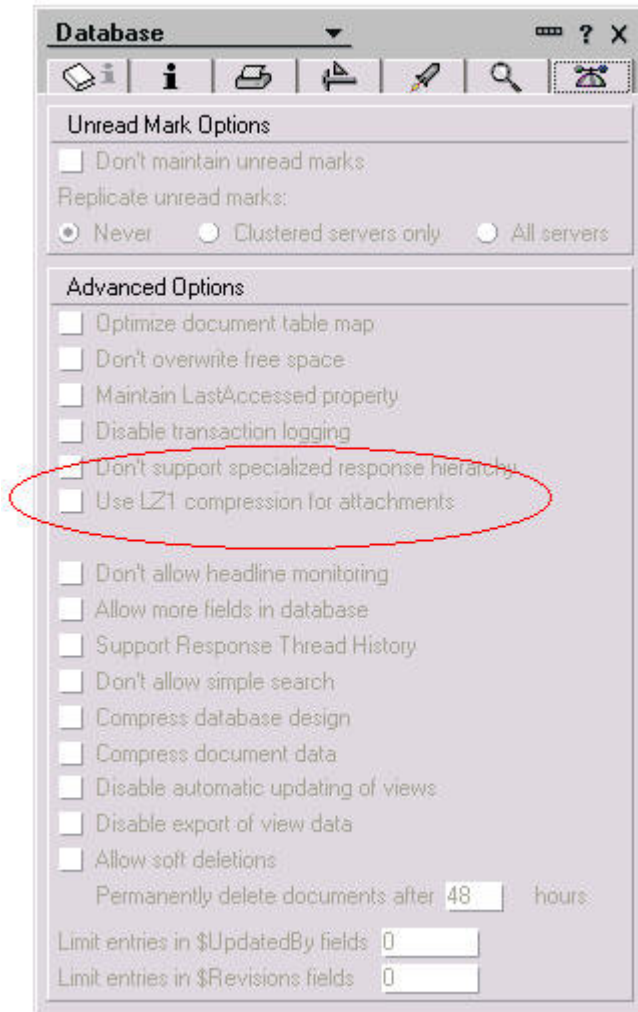 Database ? X
i i
Unread Mark Options
Don't maintain unread marks
Replicate unread marks:
Never Clustered servers only All servers
Advanced Options
Optimize document table map
Don't overwrite free space
Maintain LastAccessed property
Disable transaction logging
Don't support specialized response hierarchy
Use LZ1 compression for attachments
Don't allow headline monitoring
Allow more fields in database
Support Response Thread History
Don't allow simple search
Compress database design
Compress document data
Disable automatic updating of views
Disable export of view data
Allow soft deletions
Permanently delete documents after 48 hours
Limit entries in $UpdatedBy fields 0
Limit entries in $Revisions fields 0